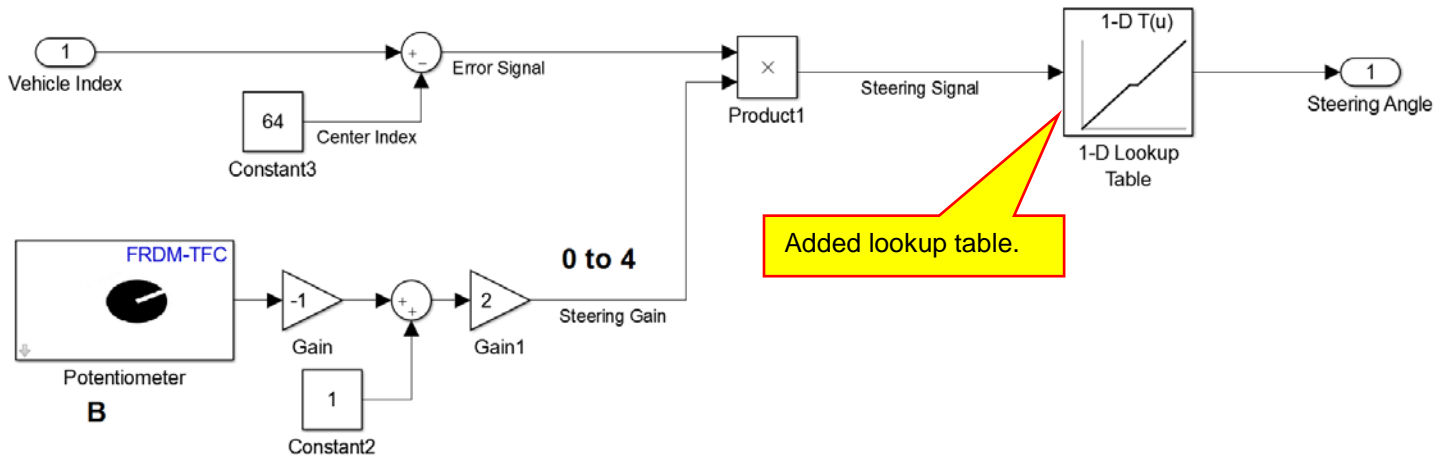 1
Vehicle Index
+
−
Error Signal
64
Center Index
Constant3
×
Product1
Steering Signal
1-D T(u)
1-D Lookup
Table
1
Steering Angle
Added lookup table.
FRDM-TFC
Potentiometer
B
-1
Gain
+
+
2
Gain1
0 to 4
Steering Gain
1
Constant2